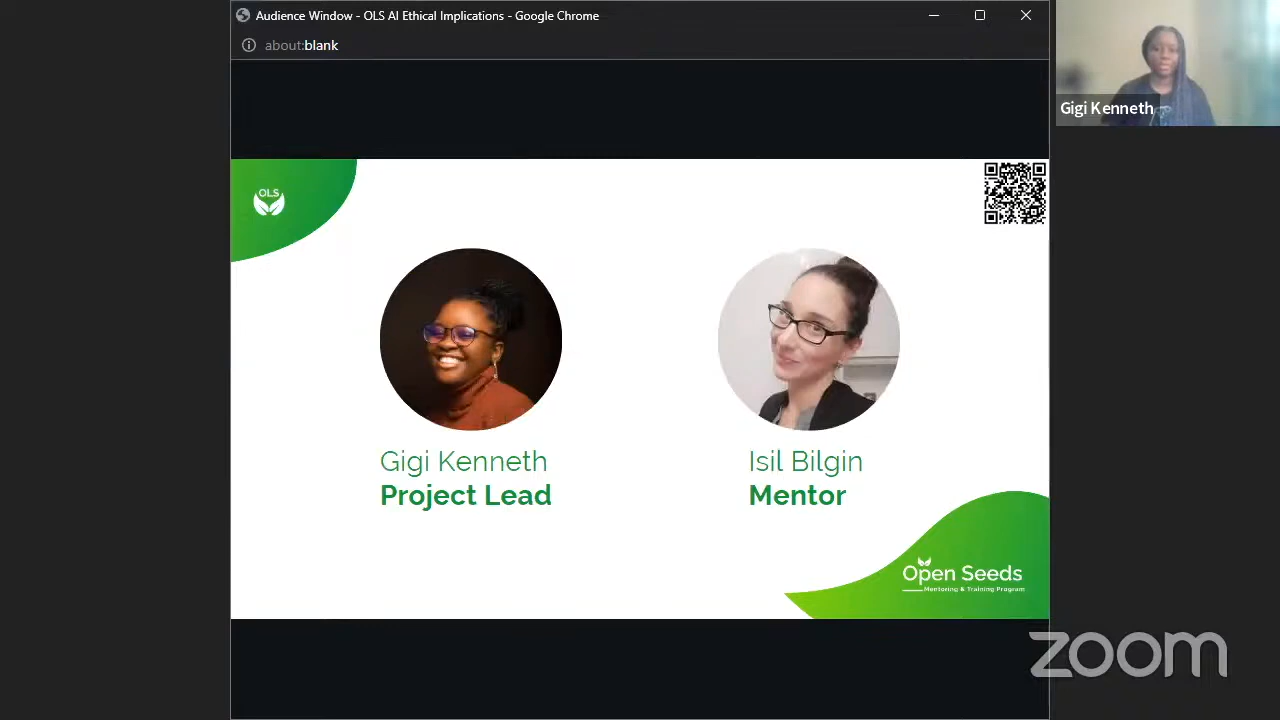 Audience Window - OLS AI Ethical Implications - Google Chrome
about:blank
Gigi Kenneth
OLS
Gigi Kenneth
Project Lead
Isil Bilgin
Mentor
Open Seeds
Mentoring & Training Program
zoom